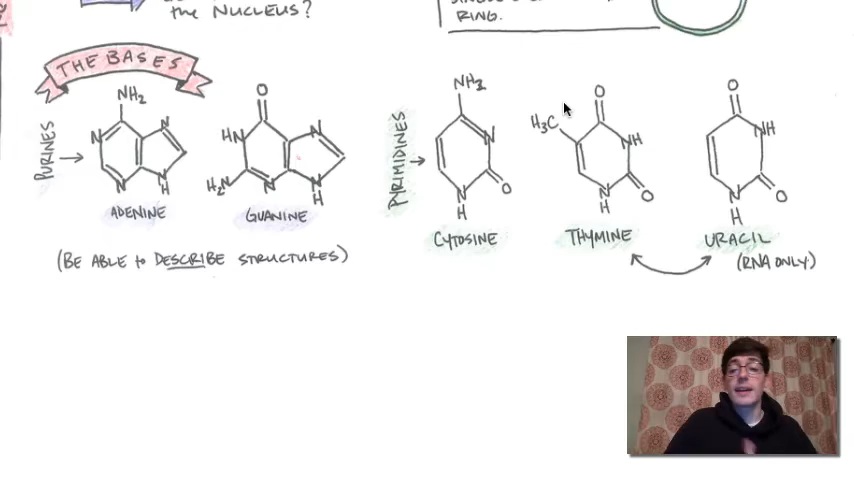 the NUCLEUS?
RING.
THE BASES
PURINES
NH2
N
N
N
N
H
ADENINE
O
HN
H2N
N
N
N
H
GUANINE
PYRIMIDINES
NH2
N
N
H
O
CYTOSINE
H3C
O
NH
N
H
O
THYMINE
O
NH
N
H
O
URACIL
(RNA ONLY)
(BE ABLE to DESCRIBE STRUCTURES)